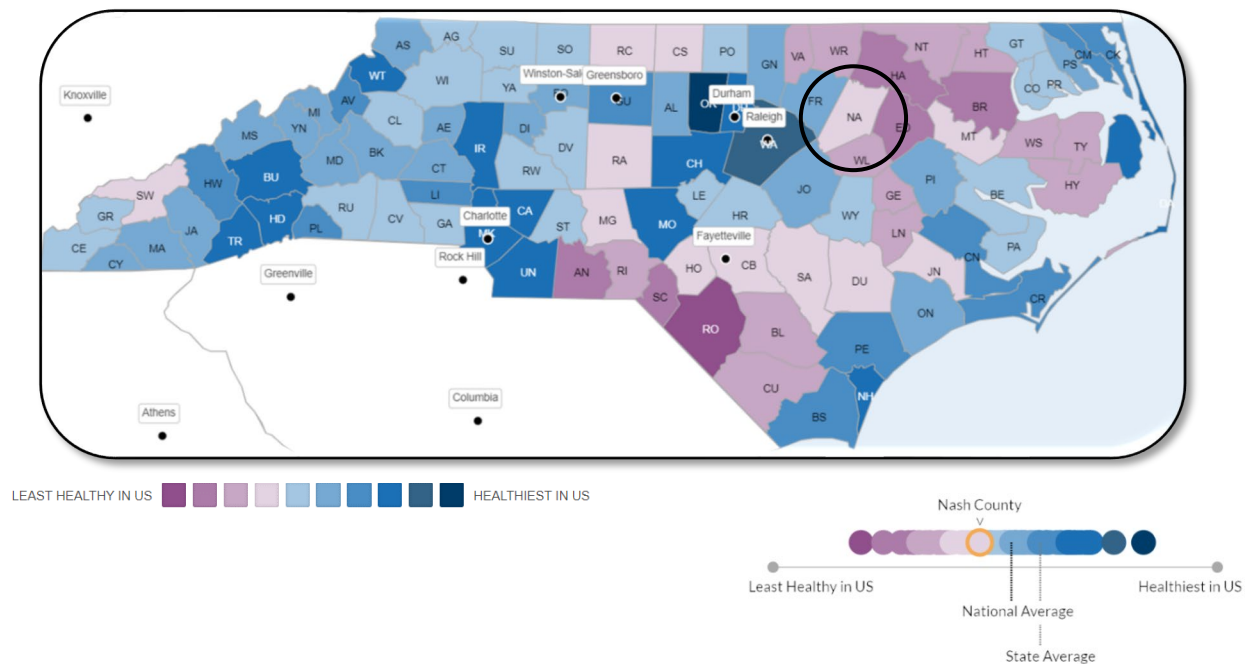 AS AG SU SO RC CS PO GN VA WR NT HT GT CM CK
WT WI YA Winston-Sal Greensboro FR HA PS
Knoxville AV CL GU AL OR Durham CO PR
MI YN AE DI Raleigh NA ED BR
MS MD BK IR DV RA CH WA WL MT WS TY
SW HW BU CT RW LE JO PI HY
GR JA HD LI CA GE BE
RU CV GA Charlotte ST MG MO HR WY LN PA
CE MA TR PL MK Fayetteville CN
CY Greenville Rock Hill UN AN RI HO CB SA DU JN
SC CR
RO BL ON
PE
CU NH
Athens Columbia BS
LEAST HEALTHY IN US HEALTHIEST IN US
Nash County
Least Healthy in US Healthiest in US
National Average
State Average